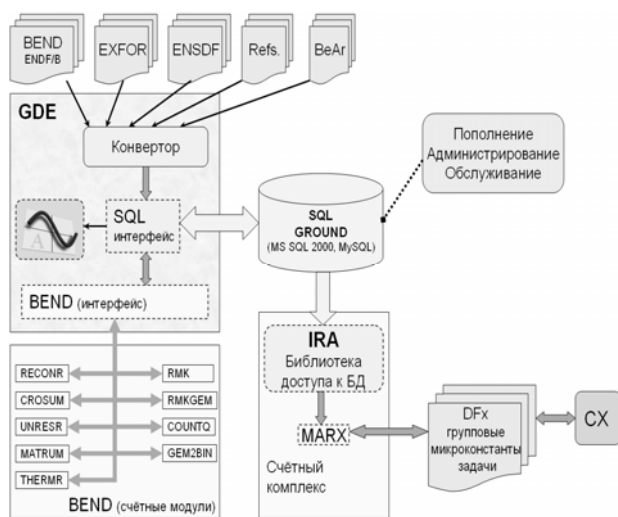 BEND
ENDF/B
EXFOR
ENSDF
Refs.
BeAr
GDE
Конвертор
Пополнение
Администрирование
Обслуживание
SQL
интерфейс
SQL
GROUND
(MS SQL 2000, MySQL)
A
BEND (интерфейс)
IRA
Библиотека
доступа к БД
RECONR
RMK
CROSUM
RMKGEM
UNRESR
COUNTQ
MATRUM
GEM2BIN
THERMR
BEND (счётные модули)
MARX
Счётный
комплекс
DFx
групповые
микроконстанты
задачи
CX